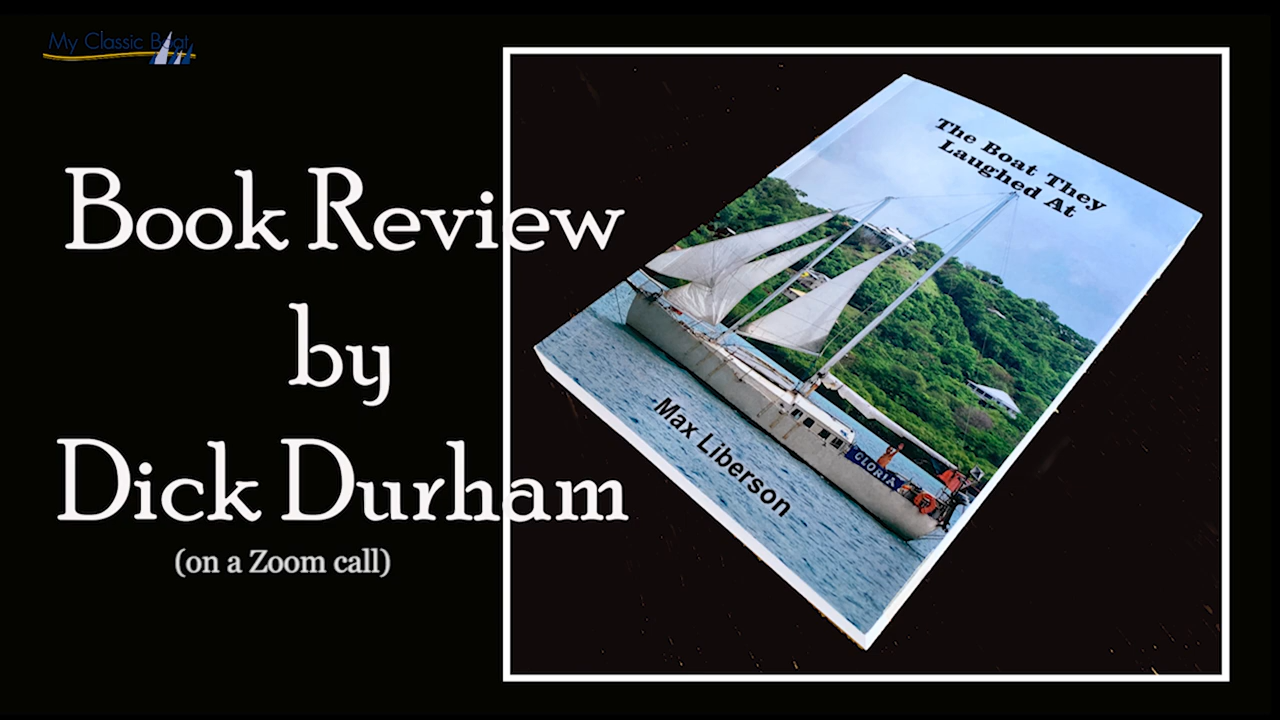 My Classic Boat
Book Review
by
Dick Durham
(on a Zoom call)
The Boat They
Laughed At
Max Liberson
GLORIA